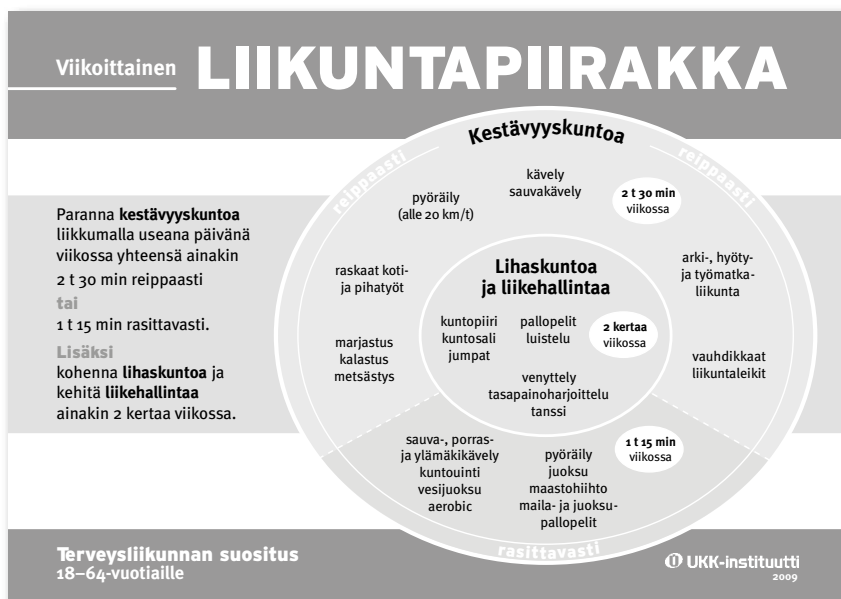 Viikoittainen LIIKUNTAPIIRAKKA
Paranna kestävyyskuntoa
liikkumalla useana päivänä
viikossa yhteensä ainakin
2 t 30 min reippaasti
tai
1 t 15 min rasittavasti.
Lisäksi
kohenna lihaskuntoa ja
kehitä liikehallintaa
ainakin 2 kertaa viikossa.
Kestävyyskuntoa
reippaasti
reippaasti
kävely
sauvakävely
2 t 30 min
viikossa
pyöräily
(alle 20 km/t)
raskaat koti-
ja pihatyöt
arki-, hyöty-
ja työmatka-
liikunta
marjastus
kalastus
metsästys
vauhdikkaat
liikuntaleikit
Lihaskuntoa
ja liikehallintaa
kuntopiiri
kuntosali
jumpat
pallopelit
luistelu
2 kertaa
viikossa
venyttely
tasapainoharjoittelu
tanssi
sauva-, porras-
ja ylämäkikävely
kuntouinti
vesijuoksu
aerobic
pyöräily
juoksu
maastohiihto
maila- ja juoksu-
pallopelit
1 t 15 min
viikossa
rasittavasti
Terveysliikunnan suositus
18–64-vuotiaille
UKK-instituutti
2009